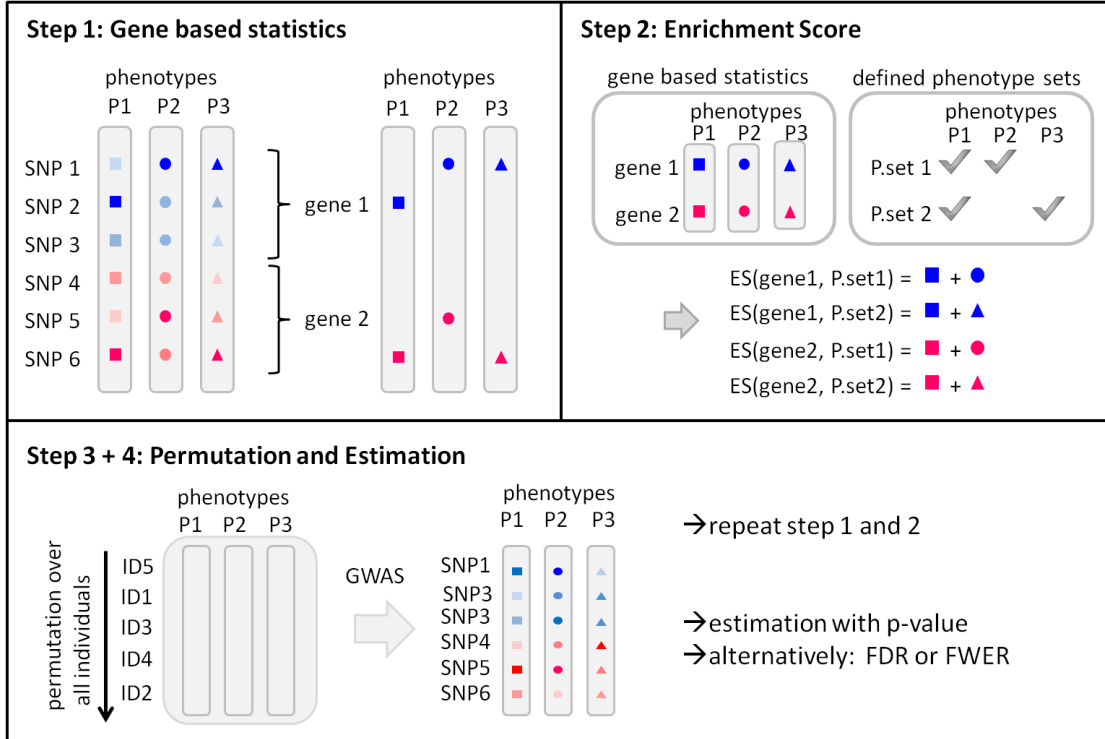 Step 1: Gene based statistics
phenotypes
P1 P2 P3
SNP 1
SNP 2
SNP 3
SNP 4
SNP 5
SNP 6
gene 1
gene 2
phenotypes
P1 P2 P3
Step 2: Enrichment Score
gene based statistics
phenotypes
P1 P2 P3
gene 1
gene 2
defined phenotype sets
phenotypes
P1 P2 P3
P.set 1
P.set 2
ES(gene1, P.set1) = +
ES(gene1, P.set2) = +
ES(gene2, P.set1) = +
ES(gene2, P.set2) = +
Step 3 + 4: Permutation and Estimation
permutation over
all individuals
phenotypes
P1 P2 P3
ID5
ID1
ID3
ID4
ID2
GWAS
phenotypes
P1 P2 P3
SNP1
SNP3
SNP3
SNP4
SNP5
SNP6
→repeat step 1 and 2
→estimation with p-value
→alternatively: FDR or FWER